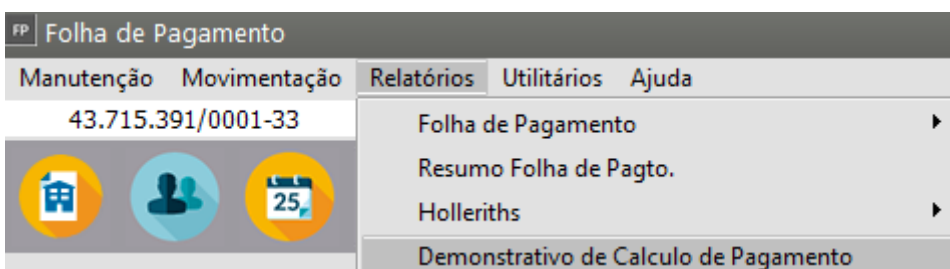 FP Folha de Pagamento
Manutenção Movimentação Relatórios Utilitários Ajuda
43.715.391/0001-33
Folha de Pagamento
Resumo Folha de Pagto.
25
Holleriths
Demonstrativo de Calculo de Pagamento